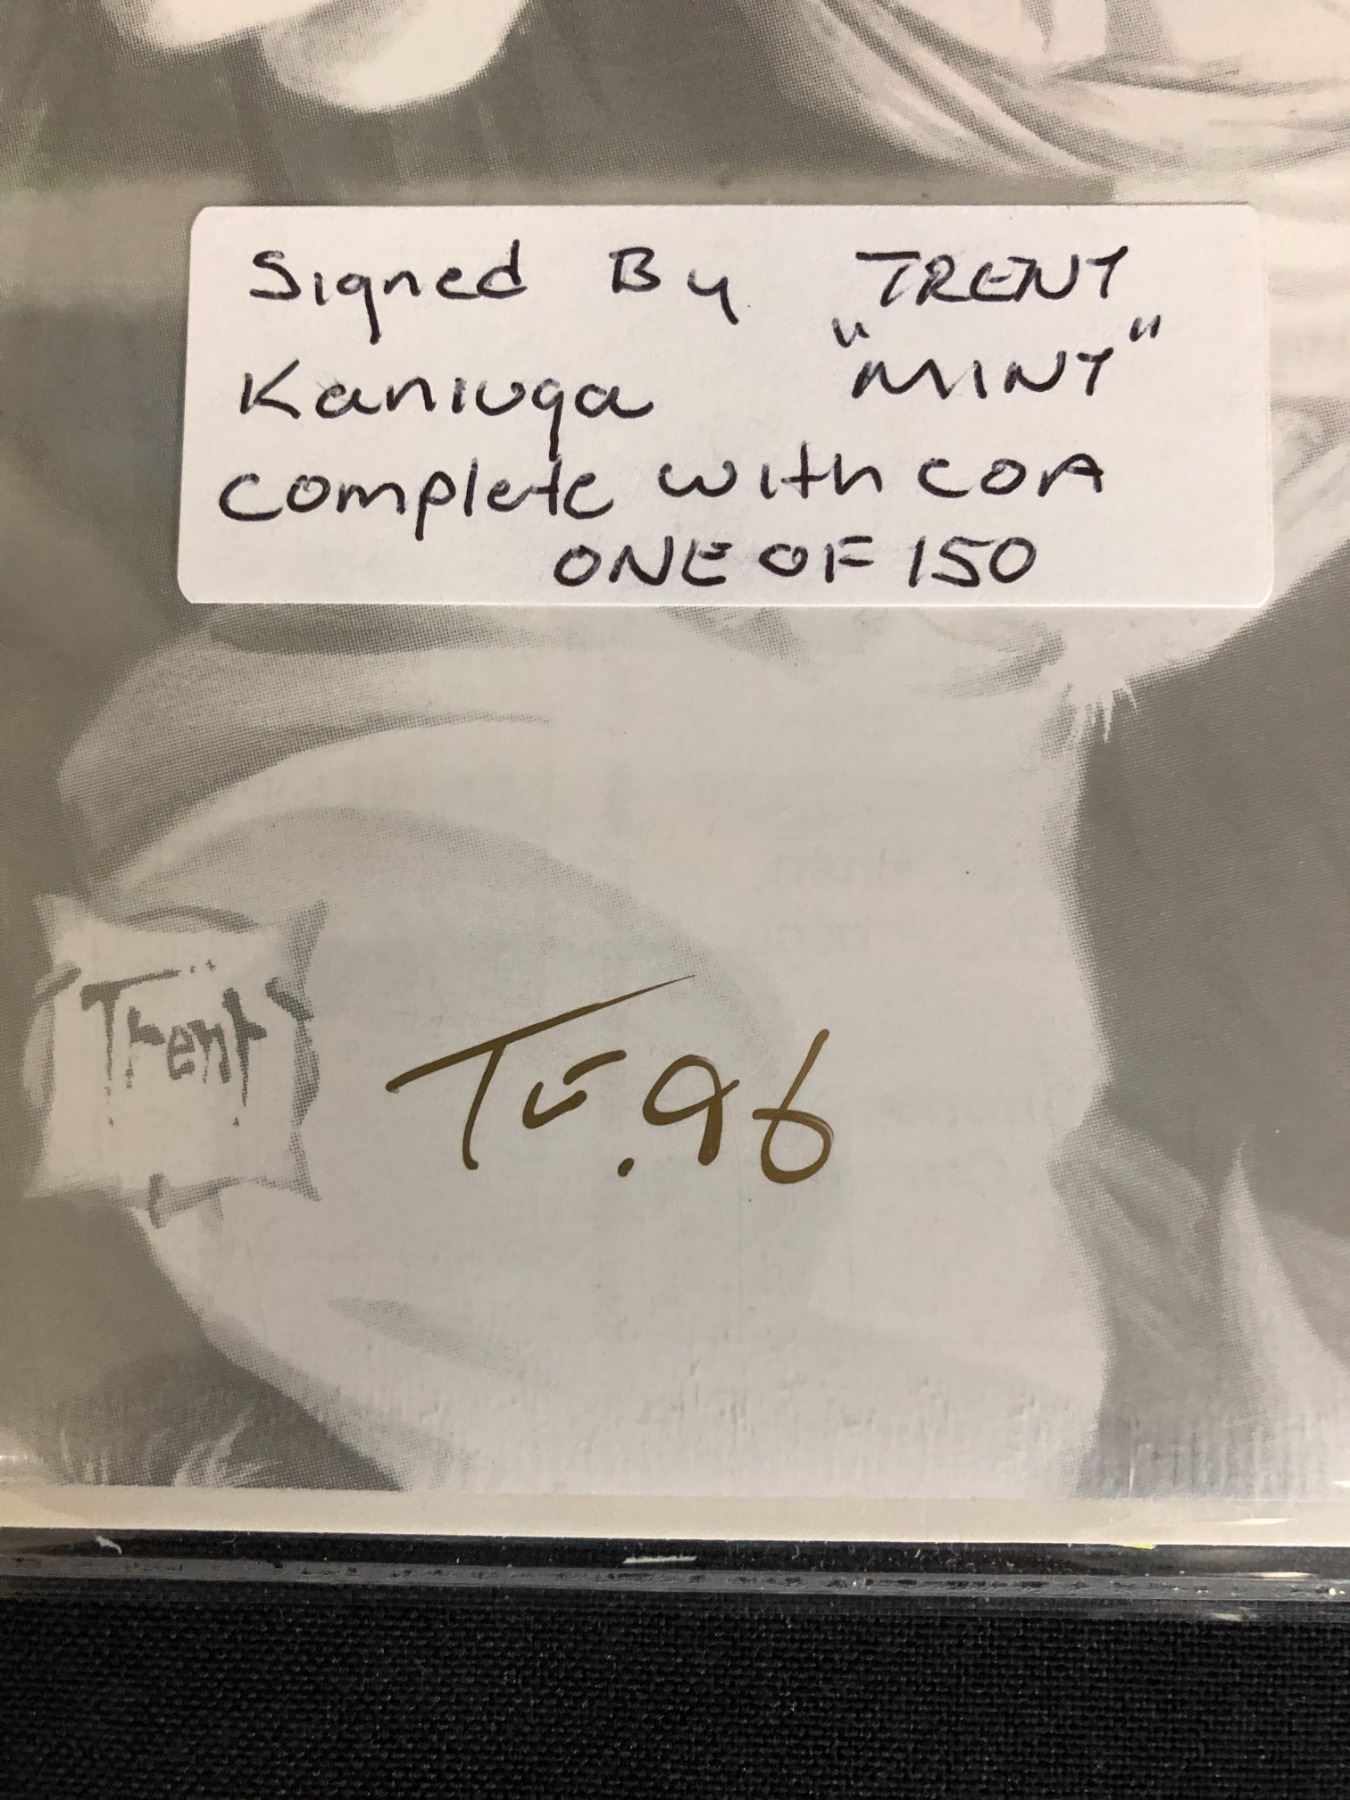 Signed By TRENT
Kaniuga "MINT"
complete with COA
ONE OF 150
Trent
T.96